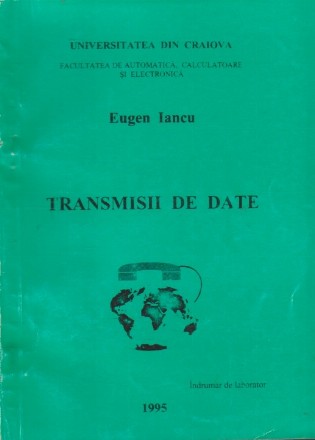 UNIVERSITATEA DIN CRAIOVA
FACULTATEA DE AUTOMATICA, CALCULATOARE
ŞI ELECTRONICA
Eugen Iancu
TRANSMISII DE DATE
Îndrumar de laborator
1995